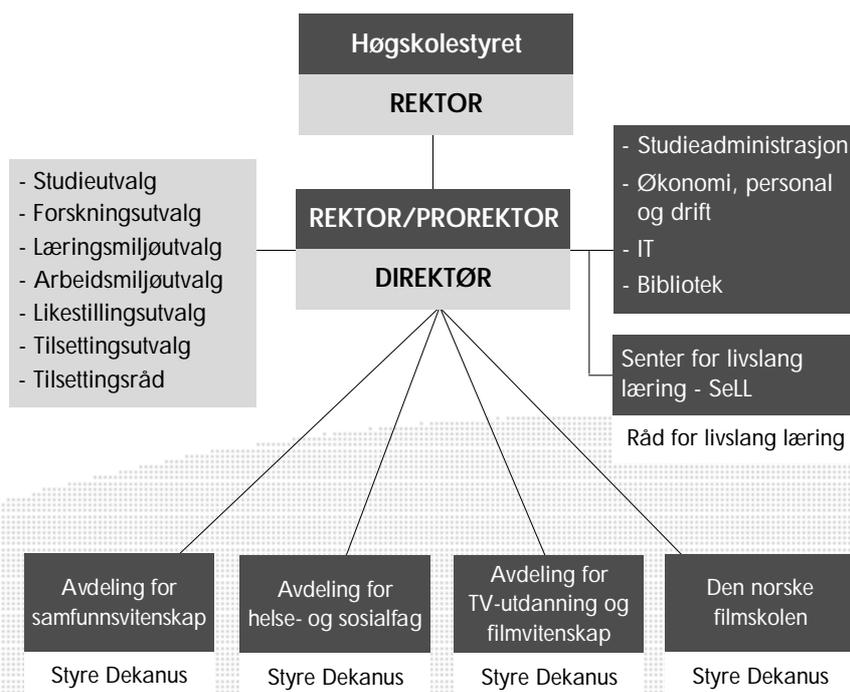 Høgskolestyret
REKTOR
- Studieutvalg
- Forskningsutvalg
- Læringsmiljøutvalg
- Arbeidsmiljøutvalg
- Likestillingsutvalg
- Tilsettingsutvalg
- Tilsettingsråd
REKTOR/PROREKTOR
DIREKTØR
- Studieadministrasjon
- Økonomi, personal
og drift
- IT
- Bibliotek
Senter for livslang
læring - SeLL
Råd for livslang læring
Avdeling for
samfunnsvitenskap
Styre Dekanus
Avdeling for
helse- og sosialfag
Styre Dekanus
Avdeling for
TV-utdanning og
filmvitenskap
Styre Dekanus
Den norske
filmskolen
Styre Dekanus